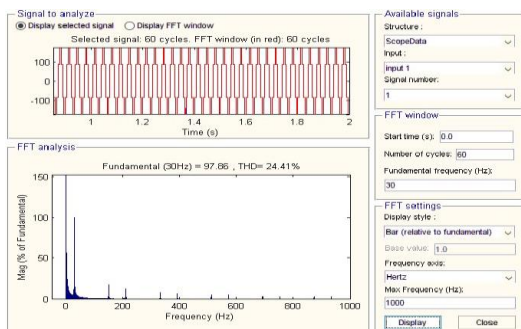 Signal to analyze
Display selected signal
Display FFT window
Selected signal: 60 cycles. FFT window (in red): 60 cycles
100
0
-100
1
1.2
1.4
1.6
1.8
2
Time (s)
FFT analysis
Fundamental (30Hz) = 97.86 , THD= 24.41%
150
100
50
0
Mag (% of Fundamental)
0
200
400
600
800
1000
Frequency (Hz)
Available signals
Structure :
ScopeData
Input :
input 1
Signal number:
1
FFT window
Start time (s): 0.0
Number of cycles: 60
Fundamental frequency (Hz):
30
FFT settings
Display style :
Bar (relative to fundamental)
Base value: 1.0
Frequency axis:
Hertz
Max Frequency (Hz):
1000
Display
Close